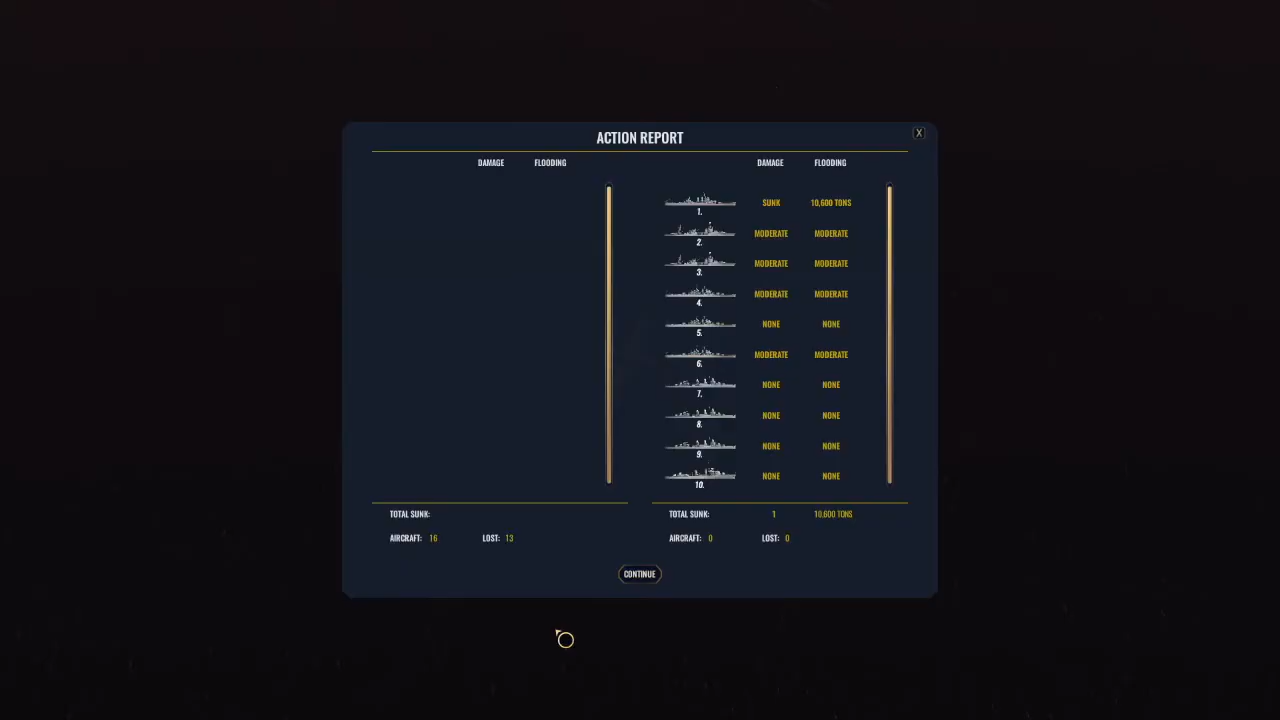 ACTION REPORT
X
DAMAGE FLOODING
DAMAGE FLOODING
SUNK 10,600 TONS
1.
MODERATE MODERATE
2.
MODERATE MODERATE
3.
MODERATE MODERATE
4.
NONE NONE
5.
MODERATE MODERATE
6.
NONE NONE
7.
NONE NONE
8.
NONE NONE
9.
NONE NONE
10.
TOTAL SUNK:
AIRCRAFT: 16 LOST: 13
TOTAL SUNK: 1 10,600 TONS
AIRCRAFT: 0 LOST: 0
CONTINUE